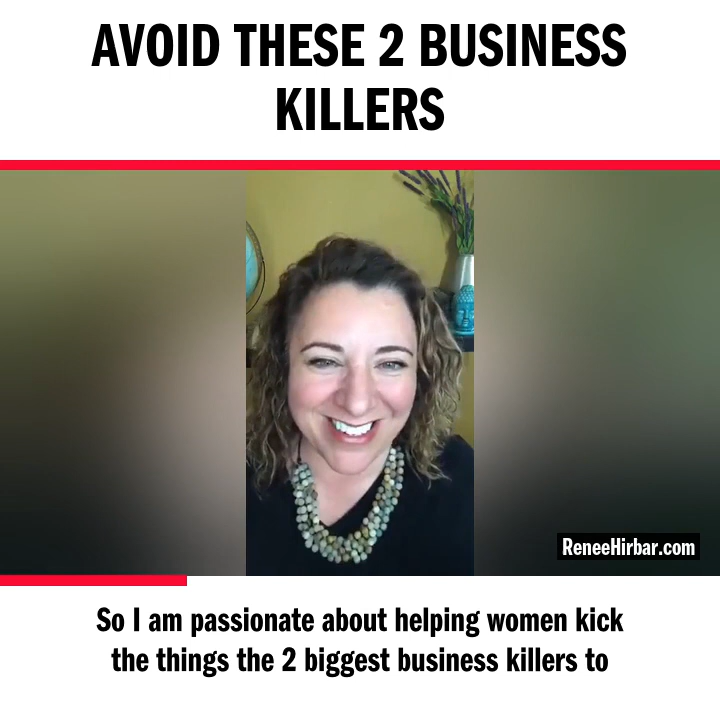 AVOID THESE 2 BUSINESS
KILLERS
ReneeHirbar.com
So I am passionate about helping women kick
the things the 2 biggest business killers to